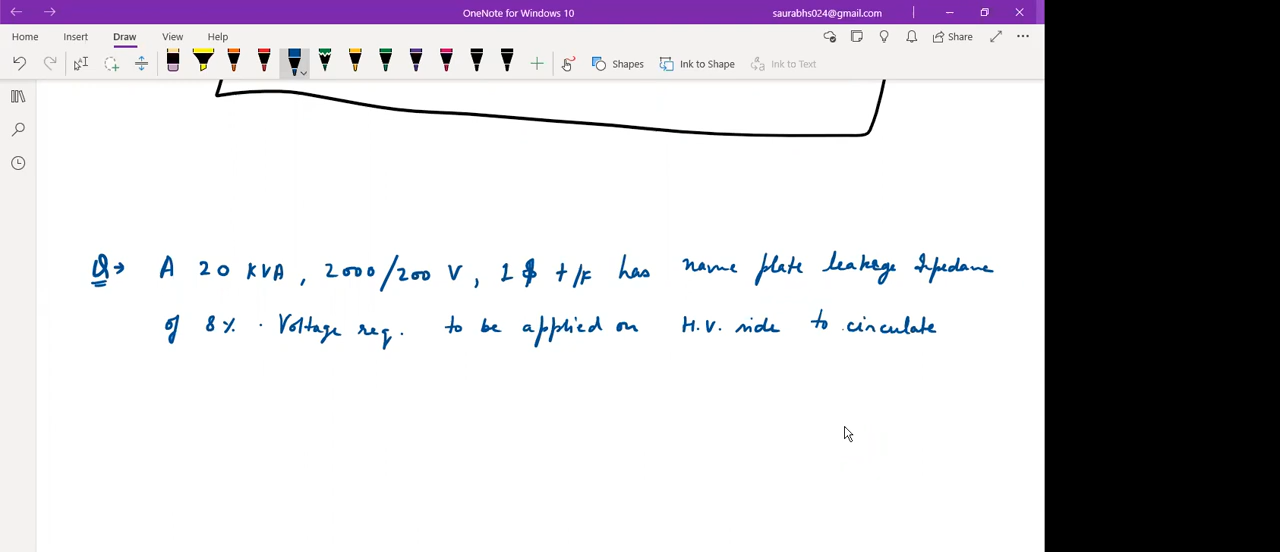 OneNote for Windows 10
saurabhs024@gmail.com
Home Insert Draw View Help
Share
Shapes Ink to Shape Ink to Text
Q→ A 20 KVA, 2000/200 V, 1ϕ t/f has name plate leakage Impedane
of 8%. Voltage req. to be applied on H.V. side to circulate